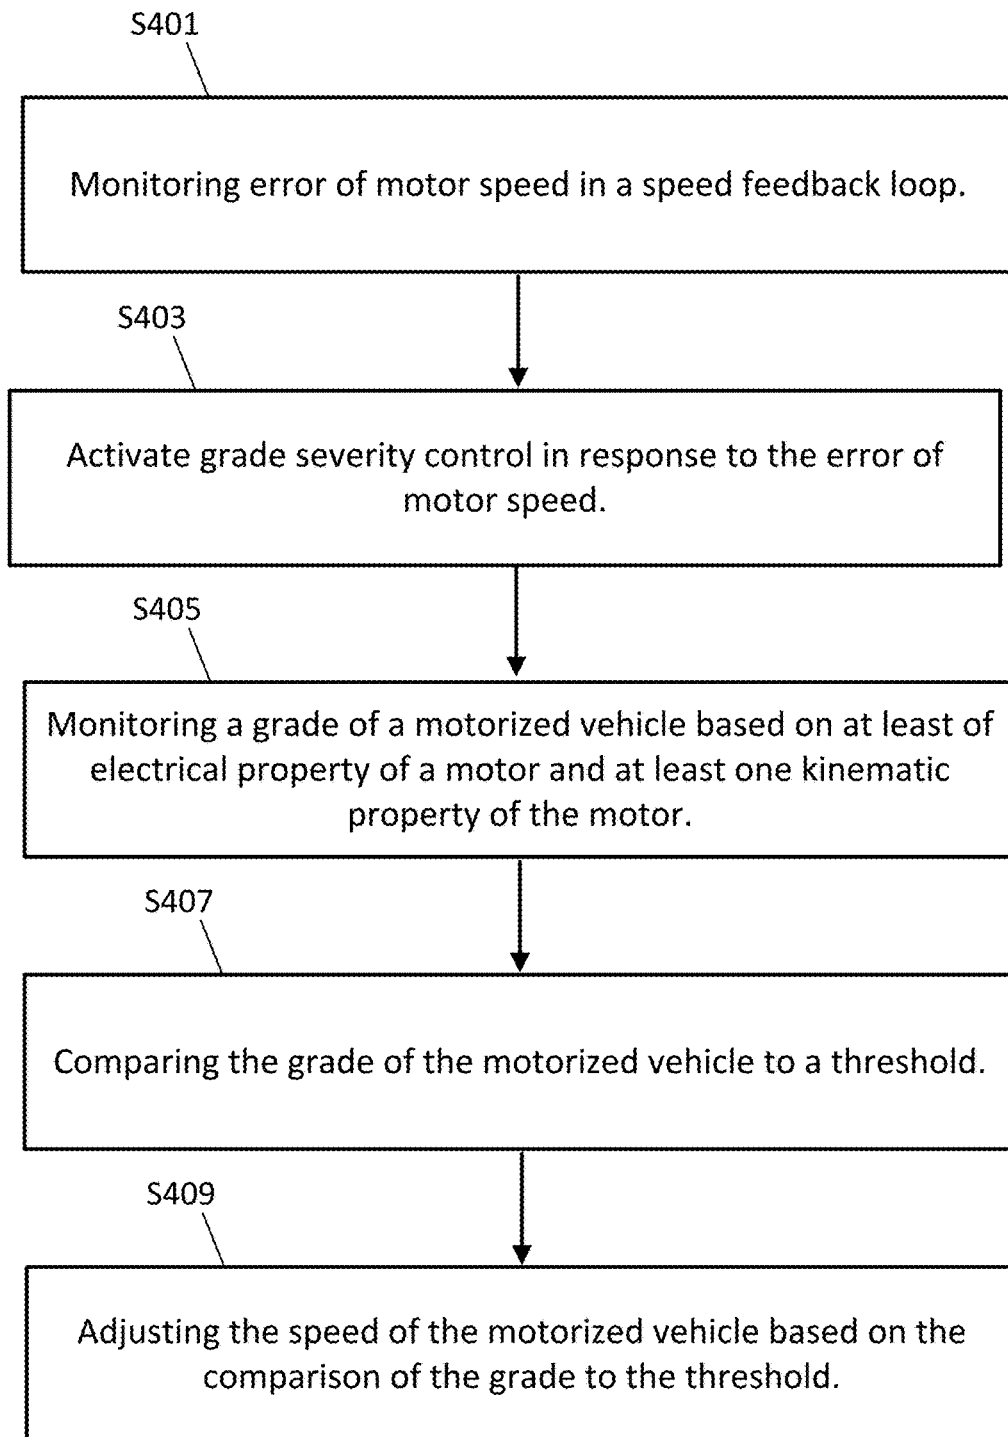 S401
Monitoring error of motor speed in a speed feedback loop.
S403
Activate grade severity control in response to the error of
motor speed.
S405
Monitoring a grade of a motorized vehicle based on at least of
electrical property of a motor and at least one kinematic
property of the motor.
S407
Comparing the grade of the motorized vehicle to a threshold.
S409
Adjusting the speed of the motorized vehicle based on the
comparison of the grade to the threshold.